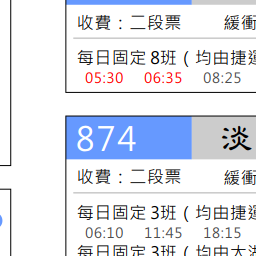 收費：二段票 緩衝
每日固定 8班 ( 均由捷運
05:30 06:35 08:25
874 淡
收費：二段票 緩衝
每日固定 3班 ( 均由捷運
06:10 11:45 18:15
每日固定 3班 ( 均由大湖